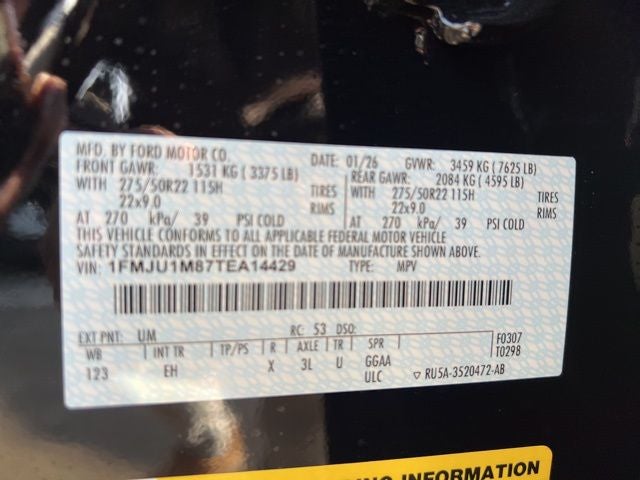 MFD. BY FORD MOTOR CO. DATE: 01/26 GVWR: 3459 KG ( 7625 LB)
FRONT GAWR: 1531 KG ( 3375 LB) REAR GAWR: 2084 KG ( 4595 LB)
WITH 275/50R22 115H TIRES WITH 275/50R22 115H TIRES
22x9.0 RIMS 22x9.0 RIMS
AT 270 kPa/ 39 PSI COLD AT 270 kPa/ 39 PSI COLD
THIS VEHICLE CONFORMS TO ALL APPLICABLE FEDERAL MOTOR VEHICLE
SAFETY STANDARDS IN EFFECT ON THE DATE OF MANUFACTURE SHOWN ABOVE.
VIN: 1FMJU1M87TEA14429 TYPE: MPV
EXT PNT: UM RC: 53 DSO: F0307
WB INT TR TP/PS R AXLE TR SPR T0298
123 EH X 3L U GGAA
ULC ▽ RU5A-3520472-AB
INFORMATION